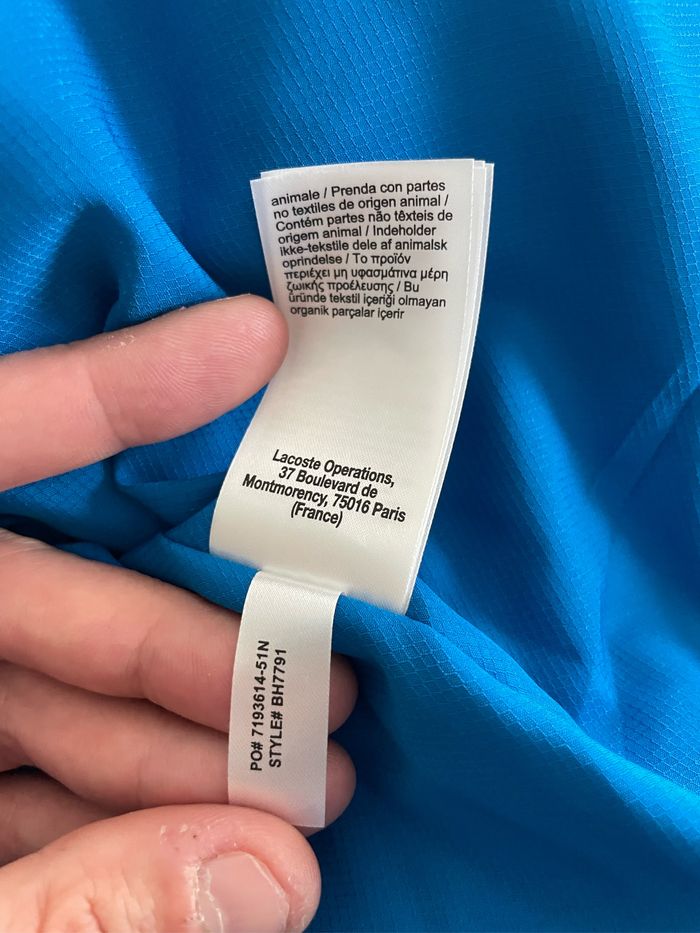 animale / Prenda con partes
no textiles de origen animal /
Contém partes não têxteis de
origem animal / Indeholder
ikke-tekstile dele af animalsk
oprindelse / Το προϊόν
περιέχει μη υφασμάτινα μέρη
ζωικής προέλευσης / Bu
üründe tekstil içeriği olmayan
organik parçalar içerir
Lacoste Operations,
37 Boulevard de
Montmorency, 75016 Paris
(France)
PO# 7193614-51N
STYLE# BH7791